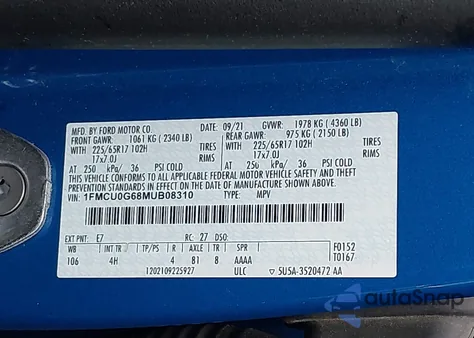 MFD. BY FORD MOTOR CO. 09/21 GVWR: 1978 KG ( 4360 LB)
FRONT GAWR: 1061 KG ( 2340 LB) REAR GAWR: 975 KG ( 2150 LB)
225/65R17 102H TIRES 225/65R17 102H TIRES
17x7.0J RIMS 17x7.0J RIMS
AT 250 kPa/ 36 PSI COLD AT 250 kPa/ 36 PSI COLD
THIS VEHICLE CONFORMS TO ALL APPLICABLE FEDERAL MOTOR VEHICLE SAFETY AND THEFT PREVENTION STANDARDS IN EFFECT ON THE DATE OF MANUFACTURE SHOWN ABOVE.
VIN: 1FMCU0G68MUB08310 TYPE: MPV
EXT PNT: E7 RC: 27 DSO: F0152
WB INT TR TP/PS R AX TR SPR T0167
106 4H 4 B1 8 AAAA
1202109225927 ULC 5U5A-3520472 AA
autoSnap